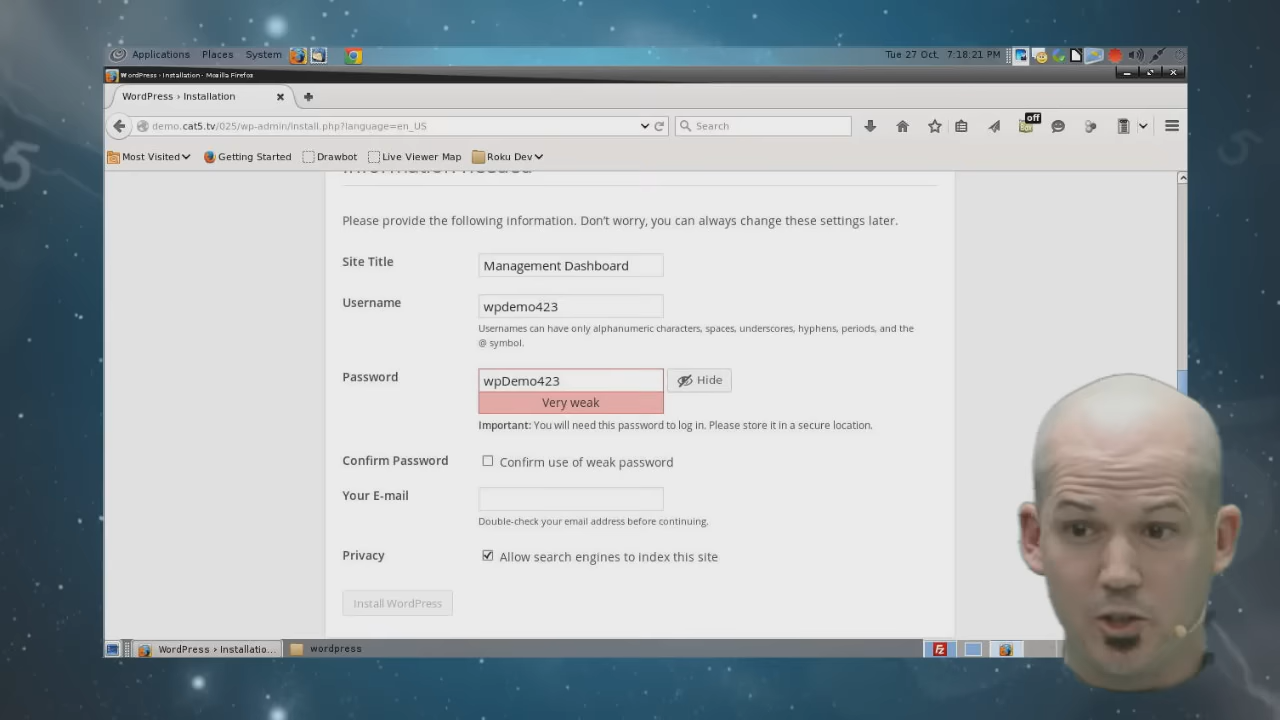 Applications Places System
Tue 27 Oct, 7:18:21 PM
WordPress › Installation - Mozilla Firefox
WordPress › Installation
demo.cat5.tv/025/wp-admin/install.php?language=en_US
Search
off
Most Visited Getting Started Drawbot Live Viewer Map Roku Dev
Information needed
Please provide the following information. Don't worry, you can always change these settings later.
Site Title
Management Dashboard
Username
wpdemo423
Usernames can have only alphanumeric characters, spaces, underscores, hyphens, periods, and the
@ symbol.
Password
wpDemo423
Hide
Very weak
Important: You will need this password to log in. Please store it in a secure location.
Confirm Password
Confirm use of weak password
Your E-mail
Double-check your email address before continuing.
Privacy
Allow search engines to index this site
Install WordPress
WordPress › Installatio...
wordpress
Fz
5
5